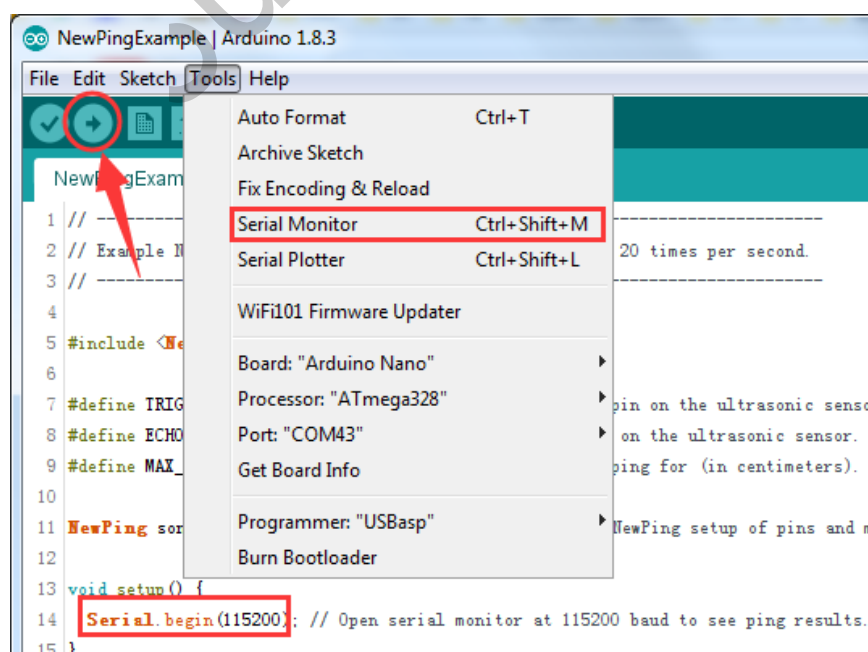 NewPingExample | Arduino 1.8.3
File Edit Sketch Tools Help
Auto Format Ctrl+T
Archive Sketch
Fix Encoding & Reload
Serial Monitor Ctrl+Shift+M
Serial Plotter Ctrl+Shift+L
WiFi101 Firmware Updater
Board: "Arduino Nano"
Processor: "ATmega328"
Port: "COM43"
Get Board Info
Programmer: "USBasp"
Burn Bootloader
1 // --------
2 // Example N 20 times per second.
3 // --------
4
5 #include <Ne
6
7 #define TRIG pin on the ultrasonic senso
8 #define ECHO on the ultrasonic sensor.
9 #define MAX_ ping for (in centimeters).
10
11 NewPing son NewPing setup of pins and m
12
13 void setup() {
14 Serial.begin(115200); // Open serial monitor at 115200 baud to see ping results.
15 }